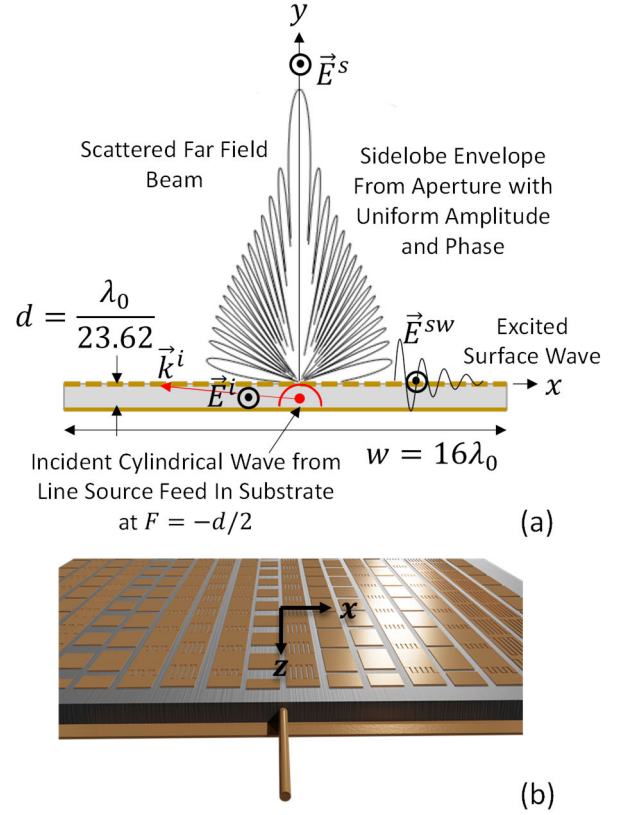 y
E⃗ˢ
Scattered Far Field
Beam
Sidelobe Envelope
From Aperture with
Uniform Amplitude
and Phase
d = λ₀/23.62
k⃗ⁱ
E⃗ⁱ
E⃗ˢʷ
Excited
Surface Wave
x
w = 16λ₀
Incident Cylindrical Wave from
Line Source Feed In Substrate
at F = −d/2
(a)
x
z
(b)